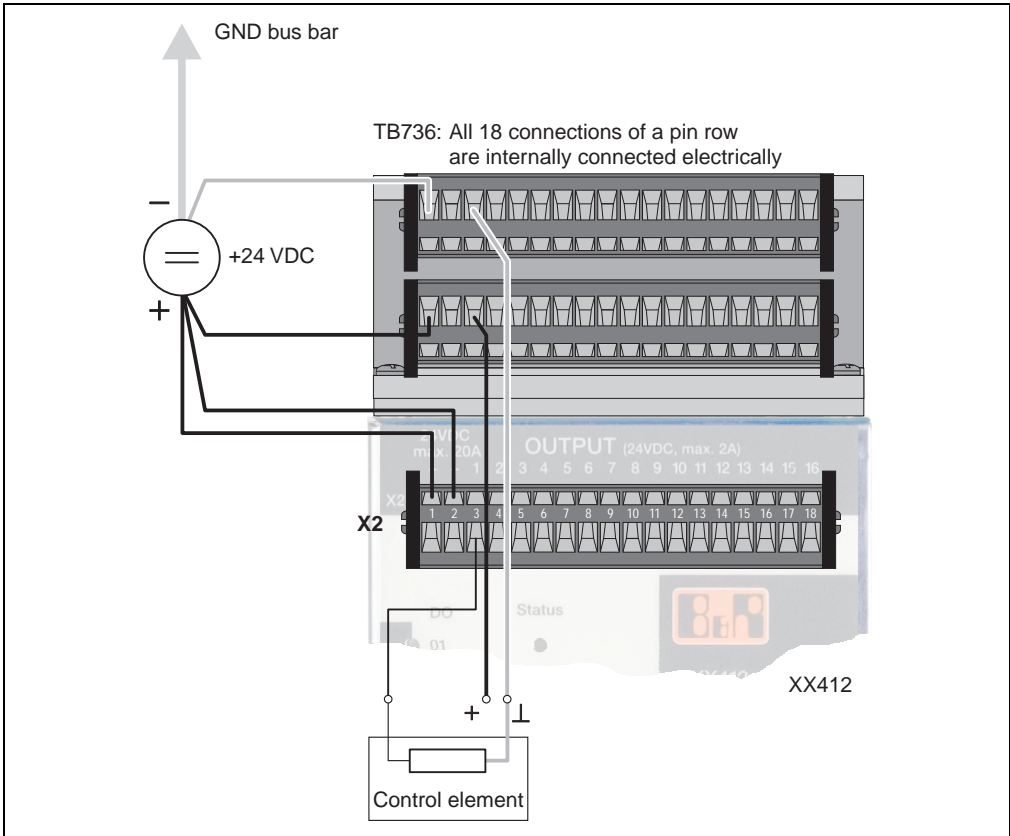 GND bus bar
TB736: All 18 connections of a pin row
are internally connected electrically
–
+24 VDC
+
24VDC
max. 20A
OUTPUT (24VDC, max. 2A)
+ + 1 2 3 4 5 6 7 8 9 10 11 12 13 14 15 16
X2
1 2 3 4 5 6 7 8 9 10 11 12 13 14 15 16 17 18
X2
DO
Status
01
B&R
XX412
XX412
+ ⊥
Control element